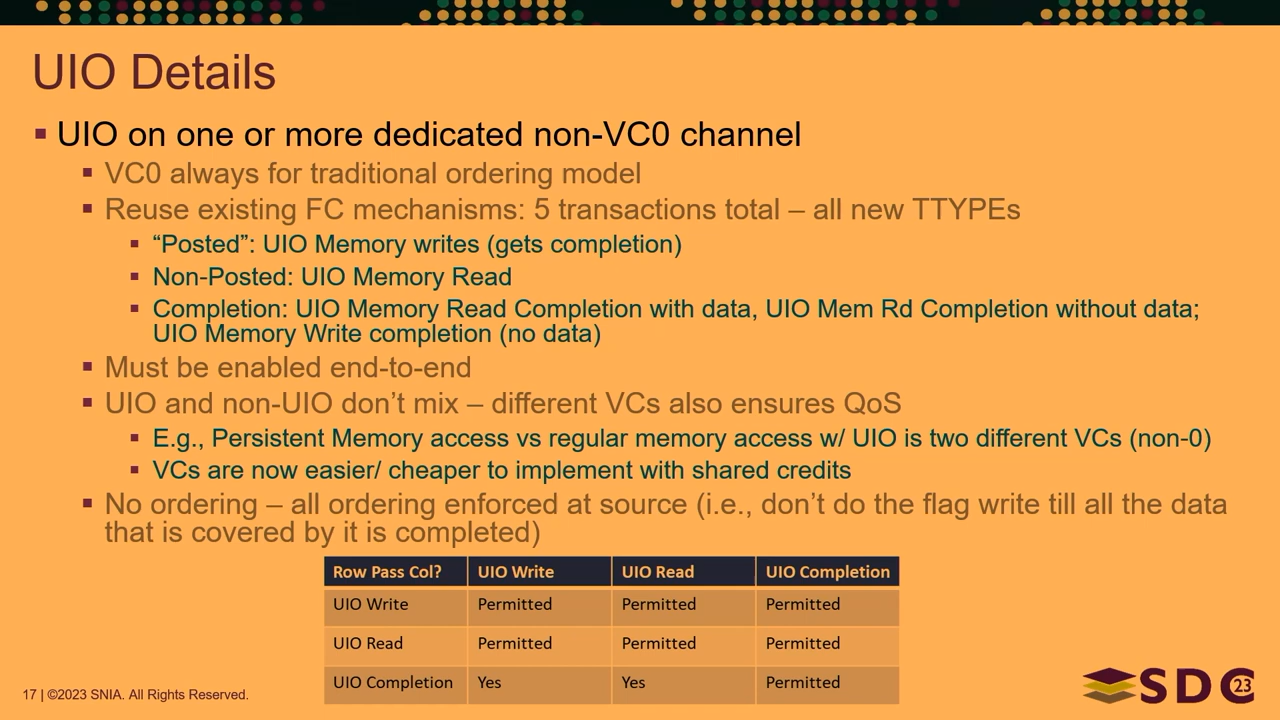 UIO Details
▪ UIO on one or more dedicated non-VC0 channel
▪ VC0 always for traditional ordering model
▪ Reuse existing FC mechanisms: 5 transactions total – all new TTYPEs
▪ “Posted”: UIO Memory writes (gets completion)
▪ Non-Posted: UIO Memory Read
▪ Completion: UIO Memory Read Completion with data, UIO Mem Rd Completion without data;
UIO Memory Write completion (no data)
▪ Must be enabled end-to-end
▪ UIO and non-UIO don’t mix – different VCs also ensures QoS
▪ E.g., Persistent Memory access vs regular memory access w/ UIO is two different VCs (non-0)
▪ VCs are now easier/ cheaper to implement with shared credits
▪ No ordering – all ordering enforced at source (i.e., don’t do the flag write till all the data
that is covered by it is completed)
Row Pass Col? UIO Write UIO Read UIO Completion
UIO Write Permitted Permitted Permitted
UIO Read Permitted Permitted Permitted
UIO Completion Yes Yes Permitted
17 | ©2023 SNIA. All Rights Reserved.
SDC 23